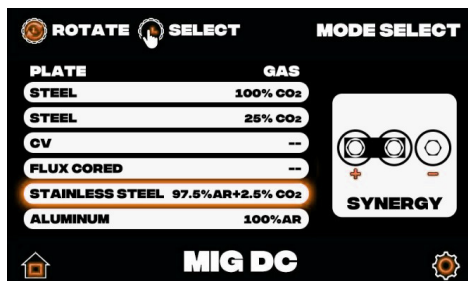 ROTATE SELECT MODE SELECT
PLATE GAS
STEEL 100% CO₂
STEEL 25% CO₂
CV --
FLUX CORED --
STAINLESS STEEL 97.5%AR+2.5% CO₂
ALUMINUM 100%AR
+ −
SYNERGY
MIG DC